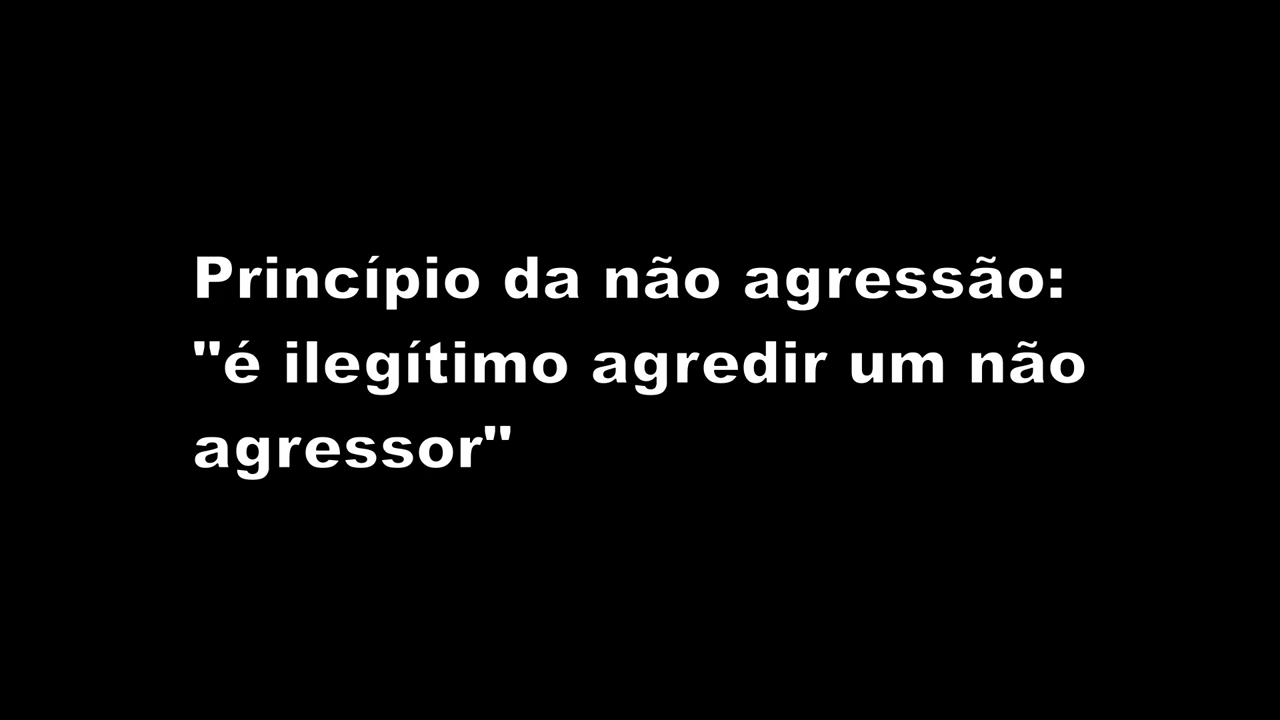 Princípio da não agressão:
"é ilegítimo agredir um não
agressor"